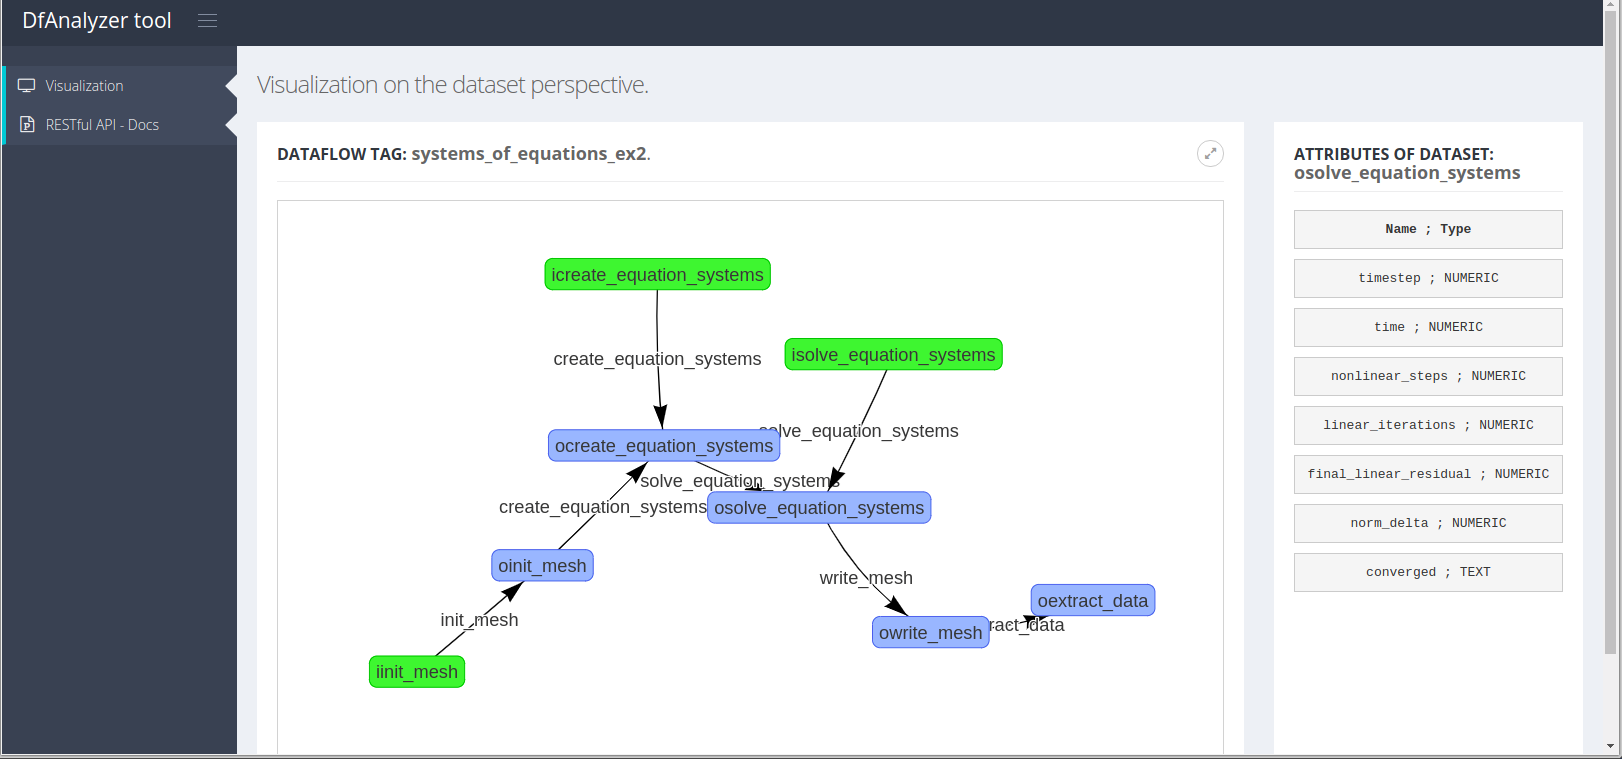 DfAnalyzer tool
Visualization
RESTful API - Docs
Visualization on the dataset perspective.
DATAFLOW TAG: systems_of_equations_ex2.
icreate_equation_systems
create_equation_systems
isolve_equation_systems
ocreate_equation_systems
olve_equation_systems
solve_equation_systems
create_equation_systems
osolve_equation_systems
oinit_mesh
write_mesh
init_mesh
oextract_data
owrite_mesh
ract_data
iinit_mesh
ATTRIBUTES OF DATASET:
osolve_equation_systems
Name ; Type
timestep ; NUMERIC
time ; NUMERIC
nonlinear_steps ; NUMERIC
linear_iterations ; NUMERIC
final_linear_residual ; NUMERIC
norm_delta ; NUMERIC
converged ; TEXT